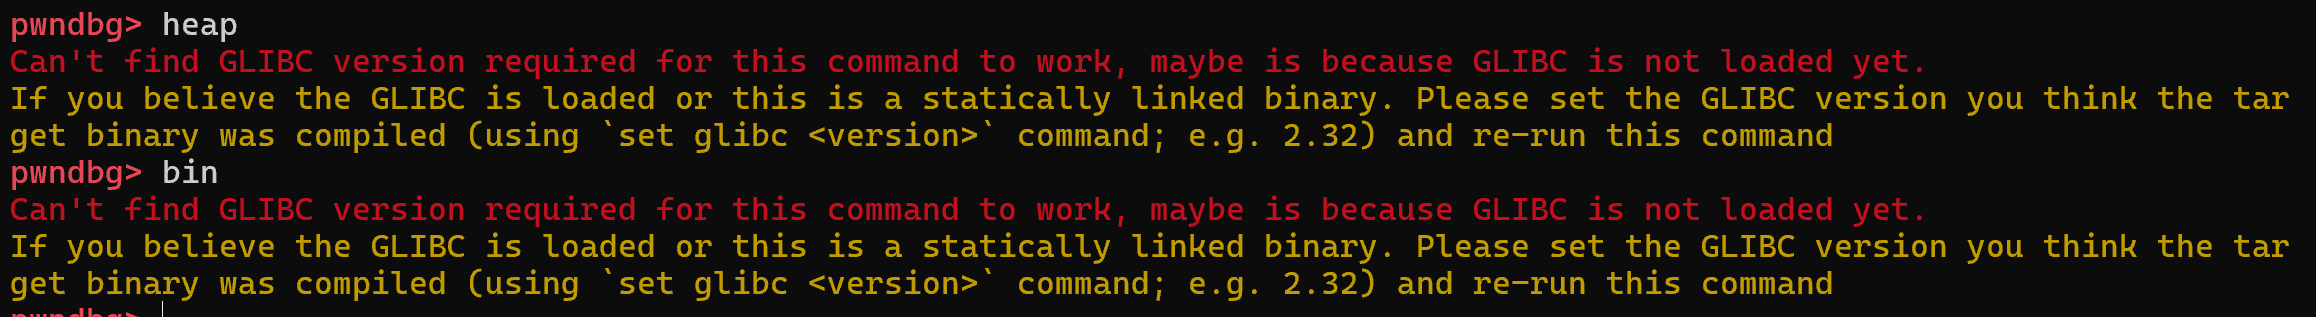 pwndbg> heap
Can't find GLIBC version required for this command to work, maybe is because GLIBC is not loaded yet.
If you believe the GLIBC is loaded or this is a statically linked binary. Please set the GLIBC version you think the tar
get binary was compiled (using `set glibc <version>` command; e.g. 2.32) and re-run this command
pwndbg> bin
Can't find GLIBC version required for this command to work, maybe is because GLIBC is not loaded yet.
If you believe the GLIBC is loaded or this is a statically linked binary. Please set the GLIBC version you think the tar
get binary was compiled (using `set glibc <version>` command; e.g. 2.32) and re-run this command
pwndbg>